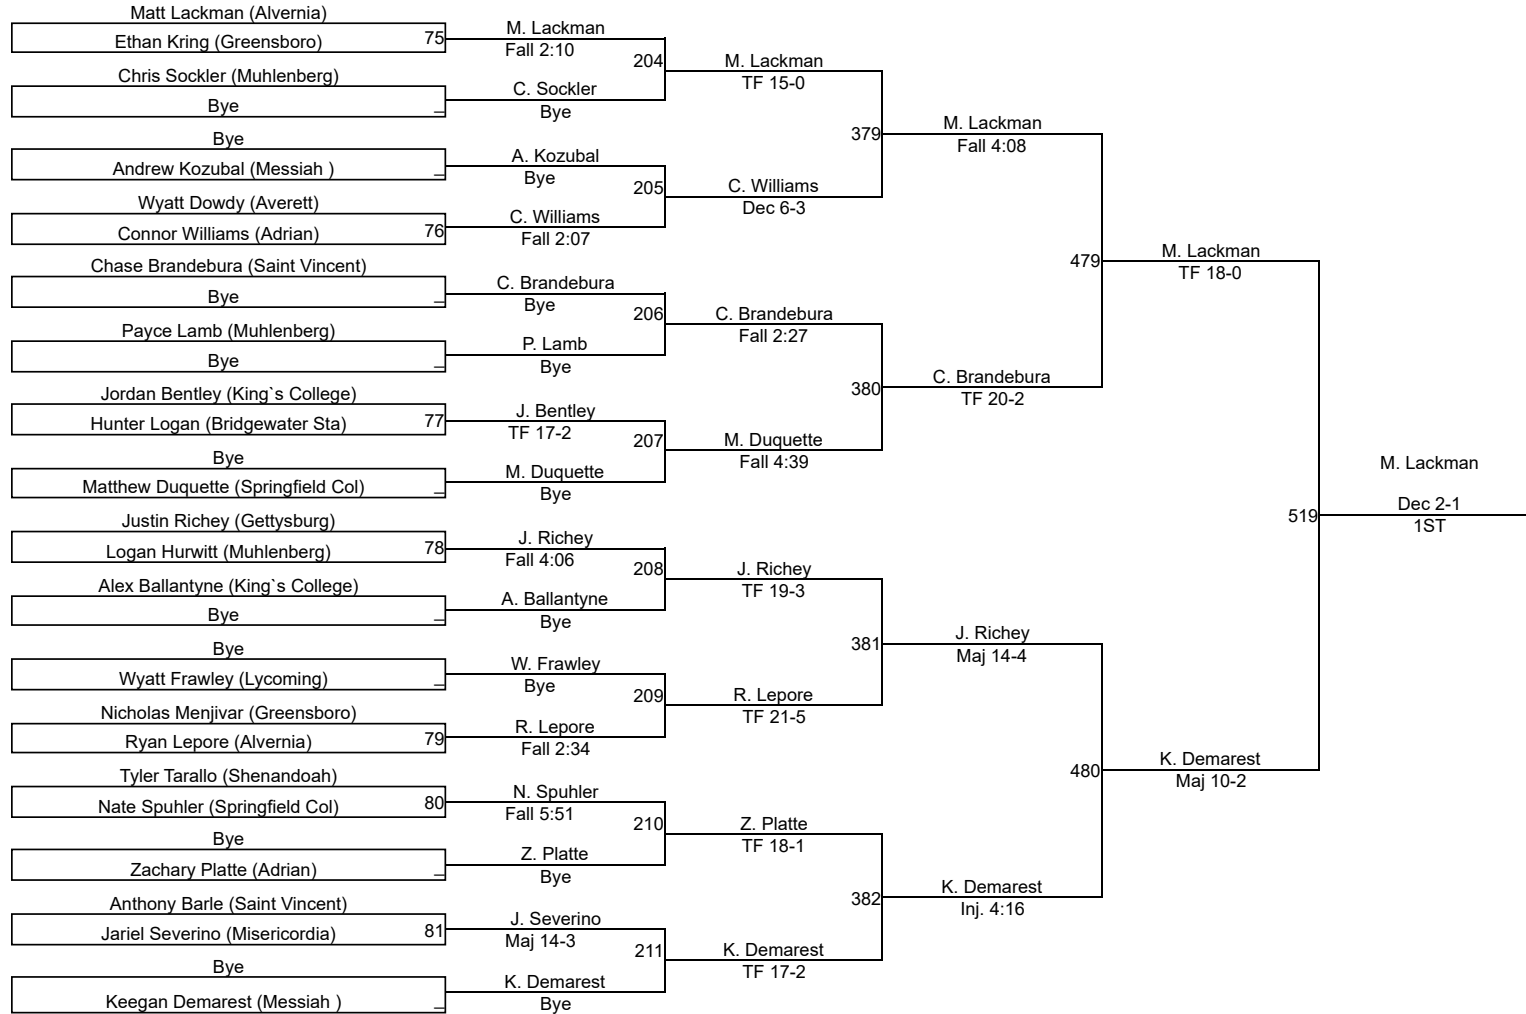 Matt Lackman (Alvernia)
Ethan Kring (Greensboro) 75
Chris Sockler (Muhlenberg)
Bye _
Bye
Andrew Kozubal (Messiah ) _
Wyatt Dowdy (Averett)
Connor Williams (Adrian) 76
Chase Brandebura (Saint Vincent)
Bye _
Payce Lamb (Muhlenberg)
Bye _
Jordan Bentley (King`s College)
Hunter Logan (Bridgewater Sta) 77
Bye
Matthew Duquette (Springfield Col) _
Justin Richey (Gettysburg)
Logan Hurwitt (Muhlenberg) 78
Alex Ballantyne (King`s College)
Bye _
Bye
Wyatt Frawley (Lycoming) _
Nicholas Menjivar (Greensboro)
Ryan Lepore (Alvernia) 79
Tyler Tarallo (Shenandoah)
Nate Spuhler (Springfield Col) 80
Bye
Zachary Platte (Adrian) _
Anthony Barle (Saint Vincent)
Jariel Severino (Misericordia) 81
Bye
Keegan Demarest (Messiah ) _
M. Lackman
Fall 2:10
204
C. Sockler
Bye
A. Kozubal
Bye
205
C. Williams
Fall 2:07
C. Brandebura
Bye
206
P. Lamb
Bye
J. Bentley
TF 17-2
207
M. Duquette
Bye
J. Richey
Fall 4:06
208
A. Ballantyne
Bye
W. Frawley
Bye
209
R. Lepore
Fall 2:34
N. Spuhler
Fall 5:51
210
Z. Platte
Bye
J. Severino
Maj 14-3
211
K. Demarest
Bye
M. Lackman
TF 15-0
379
C. Williams
Dec 6-3
C. Brandebura
Fall 2:27
380
M. Duquette
Fall 4:39
J. Richey
TF 19-3
381
R. Lepore
TF 21-5
Z. Platte
TF 18-1
382
K. Demarest
TF 17-2
M. Lackman
Fall 4:08
479
C. Brandebura
TF 20-2
J. Richey
Maj 14-4
480
K. Demarest
Inj. 4:16
M. Lackman
TF 18-0
519
K. Demarest
Maj 10-2
M. Lackman
Dec 2-1
1ST